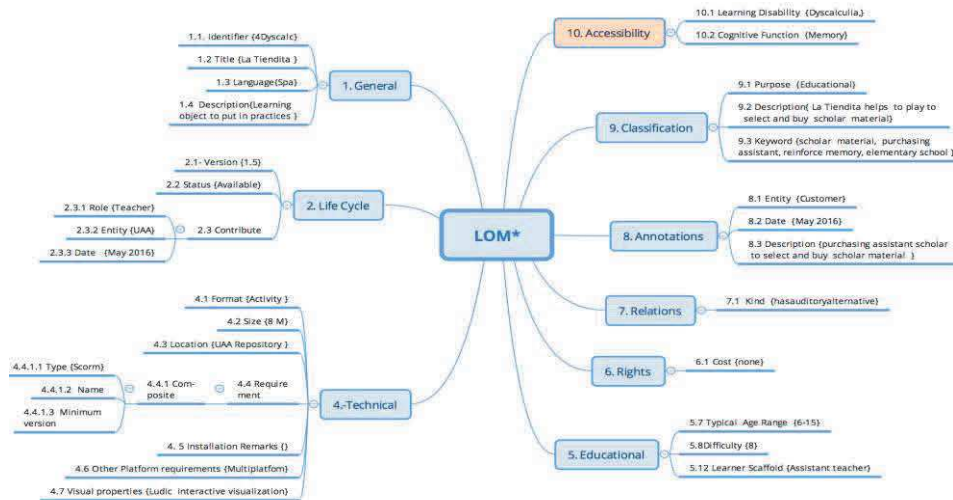 LOM*
1. General
1.1. Identifier {4Dyscalc}
1.2 Title {La Tiendita }
1.3 Language{Spa}
1.4 Description{Learning
object to put in practices }
2. Life Cycle
2.1- Version {1.5}
2.2 Status {Available}
2.3 Contribute
2.3.1 Role {Teacher}
2.3.2 Entity {UAA}
2.3.3 Date {May 2016}
4.-Technical
4.1 Format {Activity }
4.2 Size {8 M}
4.3 Location {UAA Repository }
4.4 Require
ment
4.4.1 Com-
posite
4.4.1.1 Type {Scorm}
4.4.1.2 Name
4.4.1.3 Minimum
version
4. 5 Installation Remarks {}
4.6 Other Platform requirements {Multiplatfom}
4.7 Visual properties {Ludic Interactive visualization}
10. Accessibility
10.1 Learning Disability {Dyscalculia,}
10.2 Cognitive Function {Memory}
9. Classification
9.1 Purpose {Educational}
9.2 Description{ La Tiendita helps to play to
select and buy scholar material}
9.3 Keyword {scholar material, purchasing
assistant, reinforce memory, elementary school }
8. Annotations
8.1 Entity {Customer}
8.2 Date {May 2016}
8.3 Description {purchasing assistant scholar
to select and buy scholar material }
7. Relations
7.1 Kind {hasauditoryalternative}
6. Rights
6.1 Cost {none}
5. Educational
5.7 Typical Age Range {6-15}
5.8Difficulty {8}
5.12 Learner Scaffold {Assistant teacher}